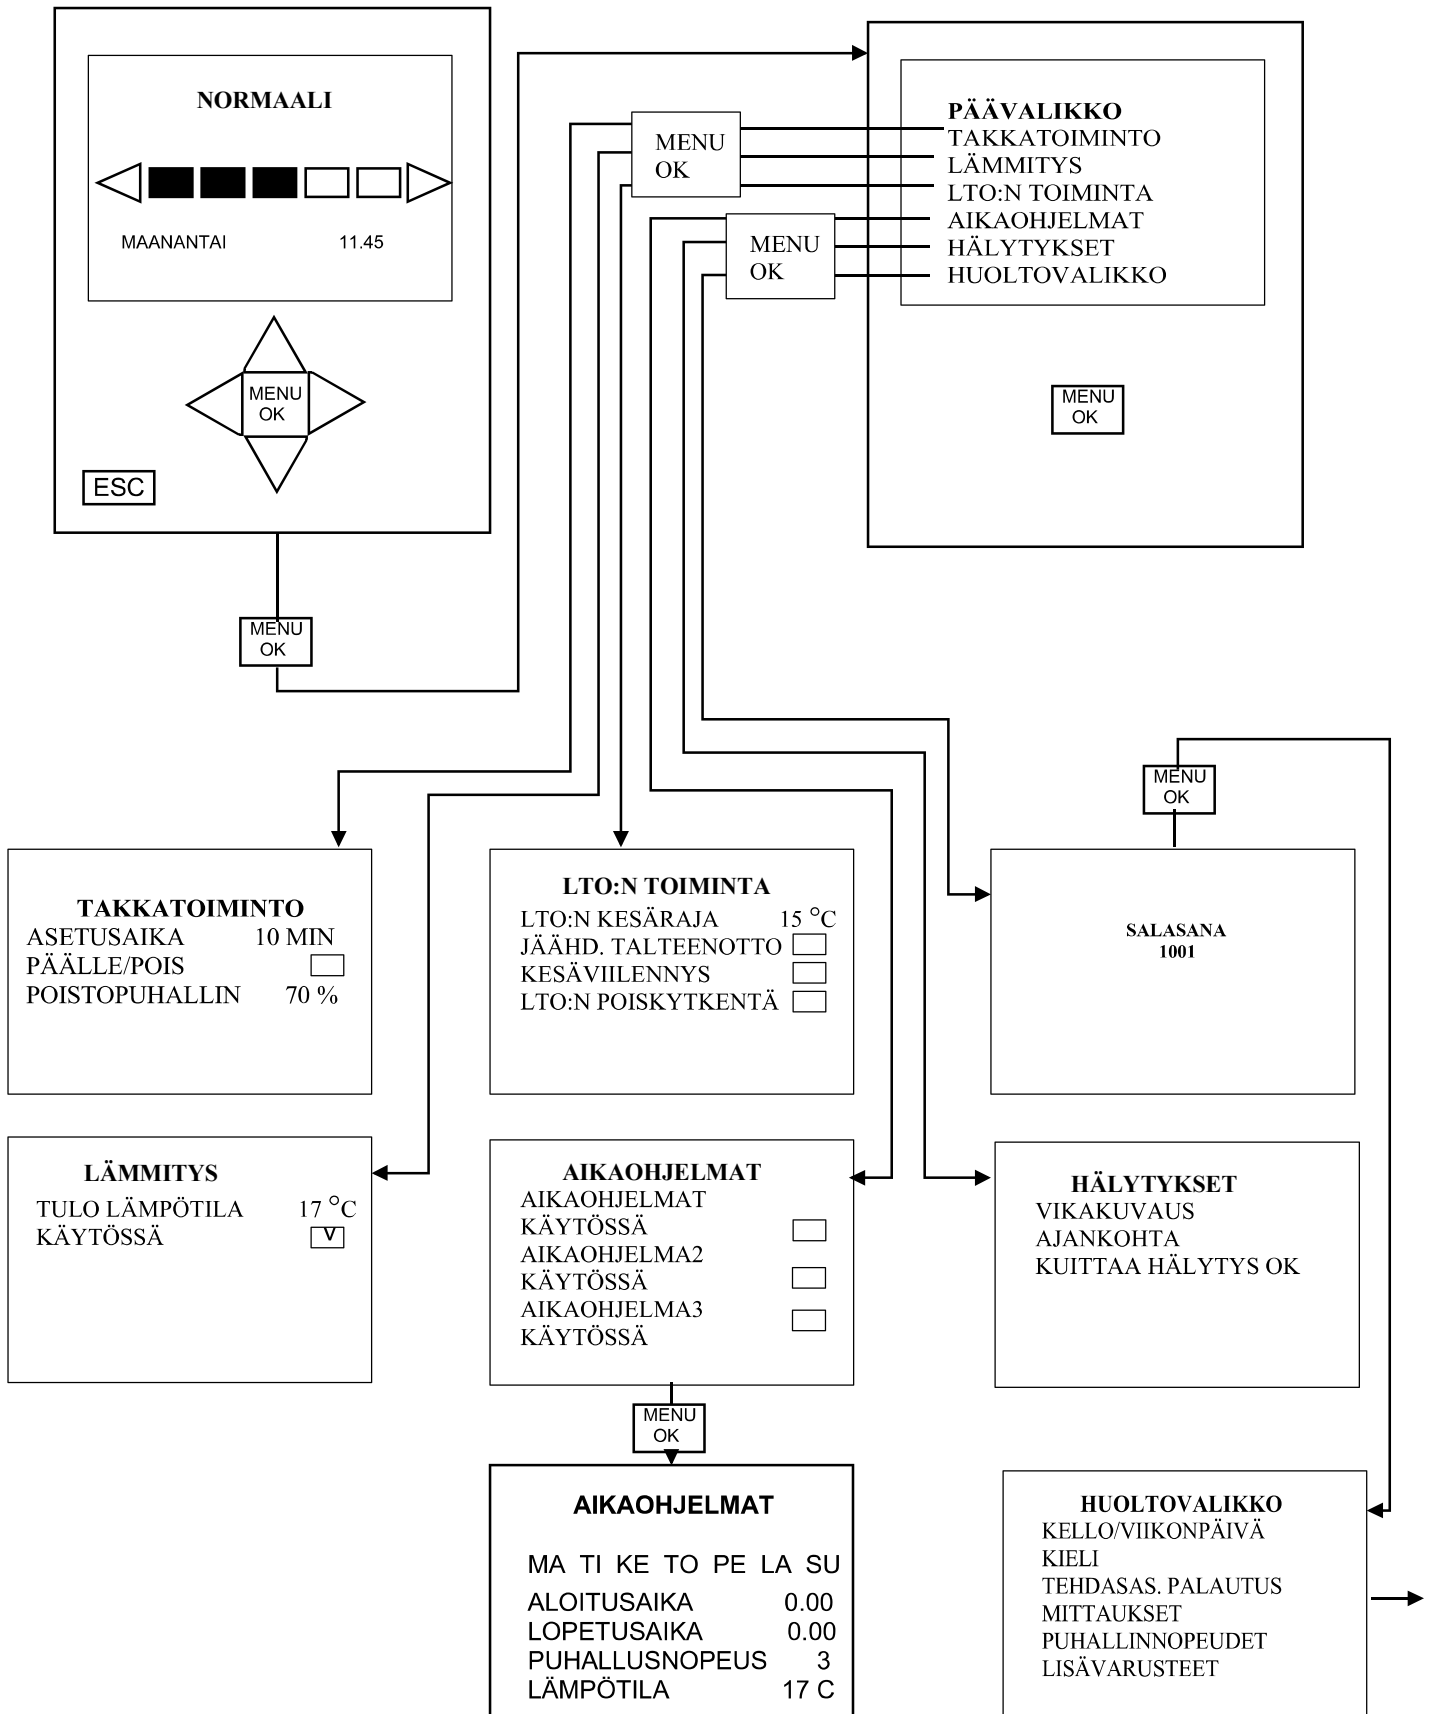 NORMAALI
MAANANTAI 11.45
MENU
OK
ESC
MENU
OK
MENU
OK
MENU
OK
PÄÄVALIKKO
TAKKATOIMINTO
LÄMMITYS
LTO:N TOIMINTA
AIKAOHJELMAT
HÄLYTYKSET
HUOLTOVALIKKO
MENU
OK
MENU
OK
TAKKATOIMINTO
ASETUSAIKA 10 MIN
PÄÄLLE/POIS
POISTOPUHALLIN 70 %
LTO:N TOIMINTA
LTO:N KESÄRAJA 15 °C
JÄÄHD. TALTEENOTTO
KESÄVIILENNYS
LTO:N POISKYTKENTÄ
SALASANA
1001
LÄMMITYS
TULO LÄMPÖTILA 17 °C
KÄYTÖSSÄ V
AIKAOHJELMAT
AIKAOHJELMAT
KÄYTÖSSÄ
AIKAOHJELMA2
KÄYTÖSSÄ
AIKAOHJELMA3
KÄYTÖSSÄ
HÄLYTYKSET
VIKAKUVAUS
AJANKOHTA
KUITTAA HÄLYTYS OK
MENU
OK
AIKAOHJELMAT
MA TI KE TO PE LA SU
ALOITUSAIKA 0.00
LOPETUSAIKA 0.00
PUHALLUSNOPEUS 3
LÄMPÖTILA 17 C
HUOLTOVALIKKO
KELLO/VIIKONPÄIVÄ
KIELI
TEHDASAS. PALAUTUS
MITTAUKSET
PUHALLINNOPEUDET
LISÄVARUSTEET